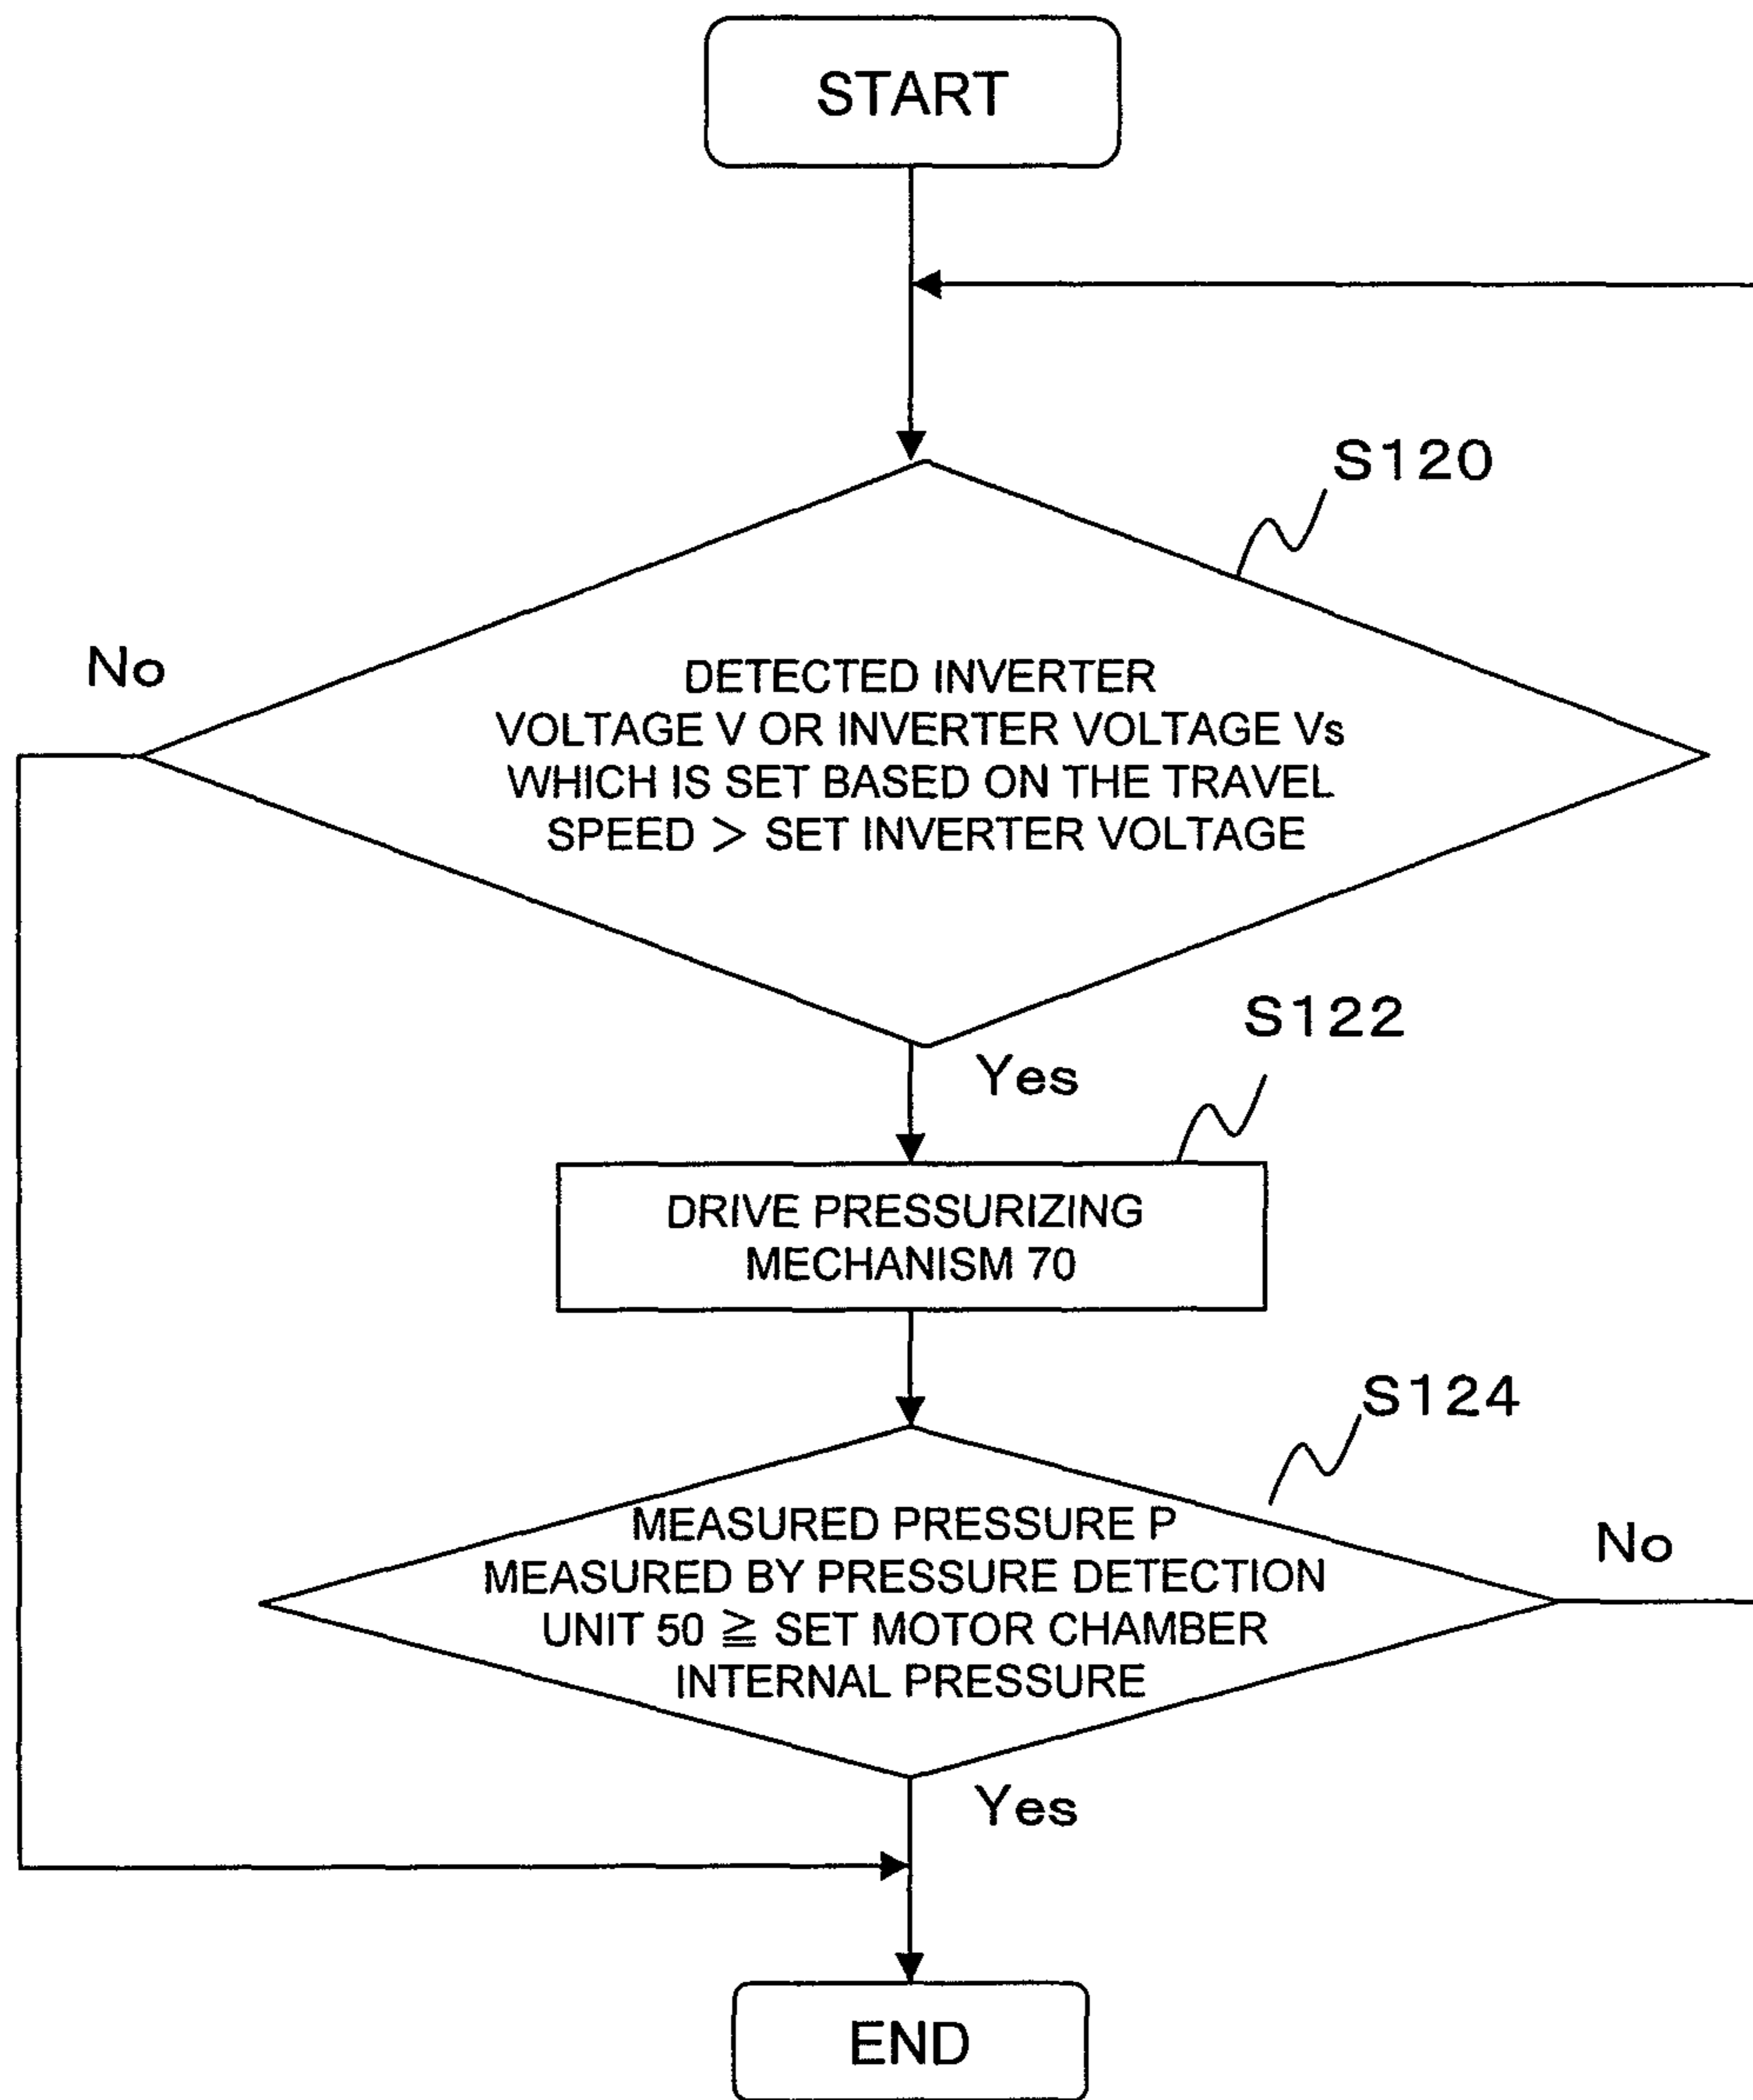 START
S120
No
DETECTED INVERTER
VOLTAGE V OR INVERTER VOLTAGE Vs
WHICH IS SET BASED ON THE TRAVEL
SPEED > SET INVERTER VOLTAGE
S122
Yes
DRIVE PRESSURIZING
MECHANISM 70
S124
MEASURED PRESSURE P
MEASURED BY PRESSURE DETECTION
UNIT 50 ≧ SET MOTOR CHAMBER
INTERNAL PRESSURE
No
Yes
END